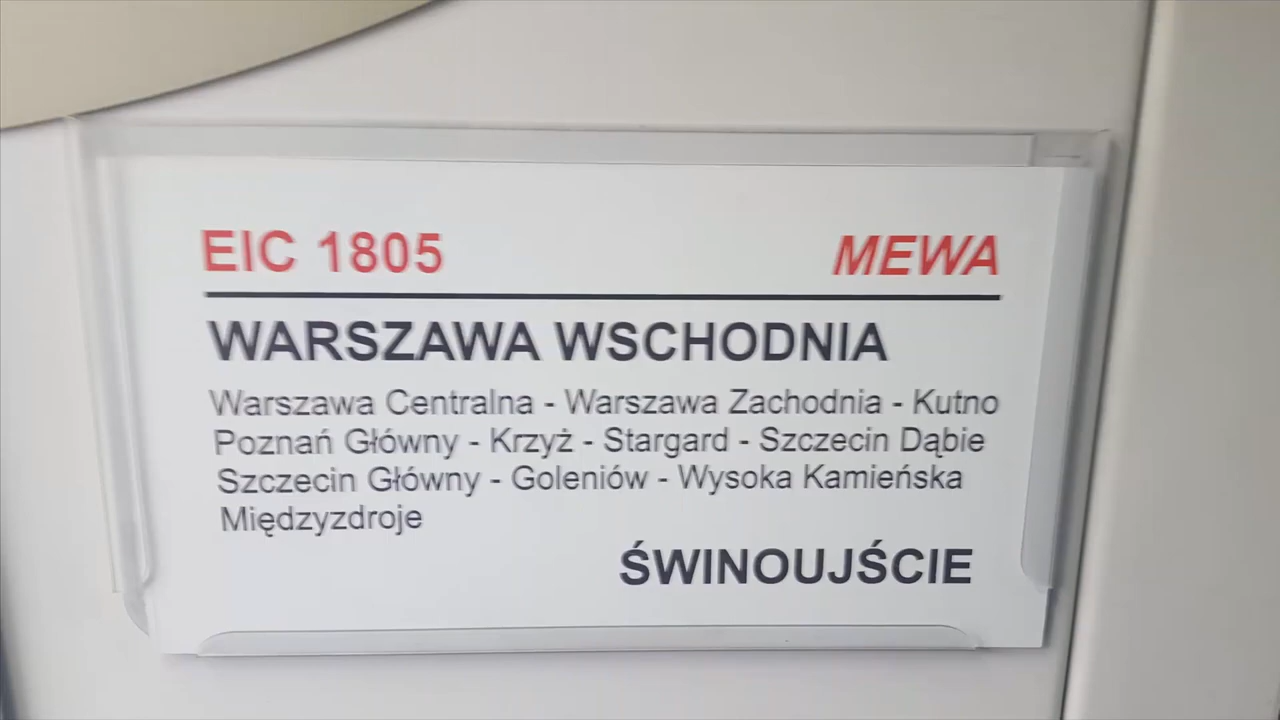 EIC 1805 MEWA
WARSZAWA WSCHODNIA
Warszawa Centralna - Warszawa Zachodnia - Kutno
Poznań Główny - Krzyż - Stargard - Szczecin Dąbie
Szczecin Główny - Goleniów - Wysoka Kamieńska
Międzyzdroje
ŚWINOUJŚCIE